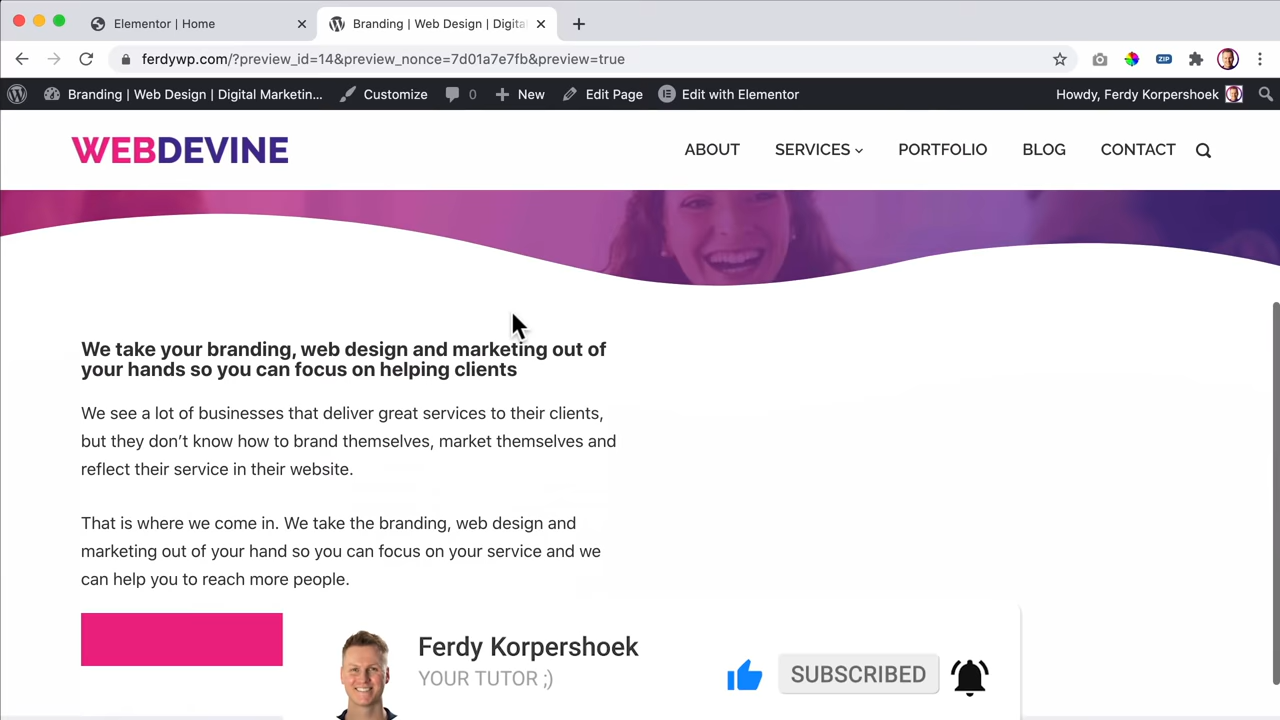 Elementor | Home
Branding | Web Design | Digita
ferdywp.com/?preview_id=14&preview_nonce=7d01a7e7fb&preview=true
ZIP
Branding | Web Design | Digital Marketin... Customize 0 New Edit Page Edit with Elementor Howdy, Ferdy Korpershoek
WEBDEVINE ABOUT SERVICES PORTFOLIO BLOG CONTACT
We take your branding, web design and marketing out of
your hands so you can focus on helping clients
We see a lot of businesses that deliver great services to their clients,
but they don’t know how to brand themselves, market themselves and
reflect their service in their website.
That is where we come in. We take the branding, web design and
marketing out of your hand so you can focus on your service and we
can help you to reach more people.
Ferdy Korpershoek
YOUR TUTOR ;)
SUBSCRIBED